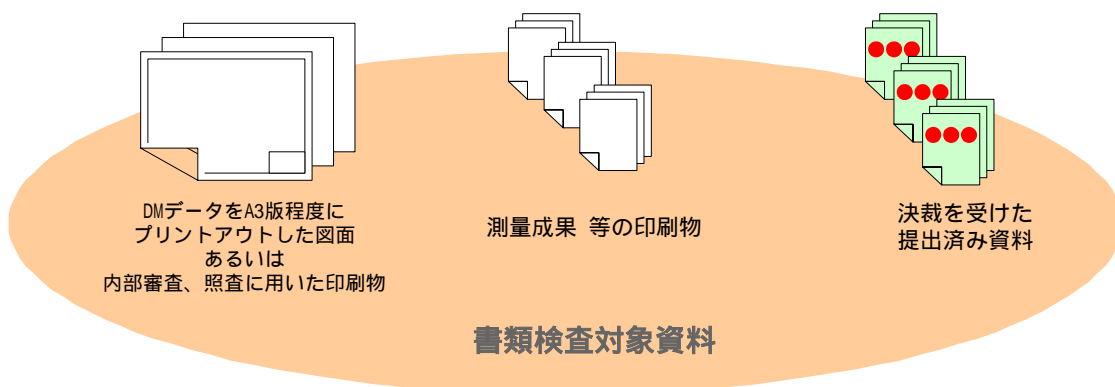 DMデータをA3版程度に
プリントアウトした図面
あるいは
内部審査、照査に用いた印刷物
測量成果 等の印刷物
決裁を受けた
提出済み資料
書類検査対象資料